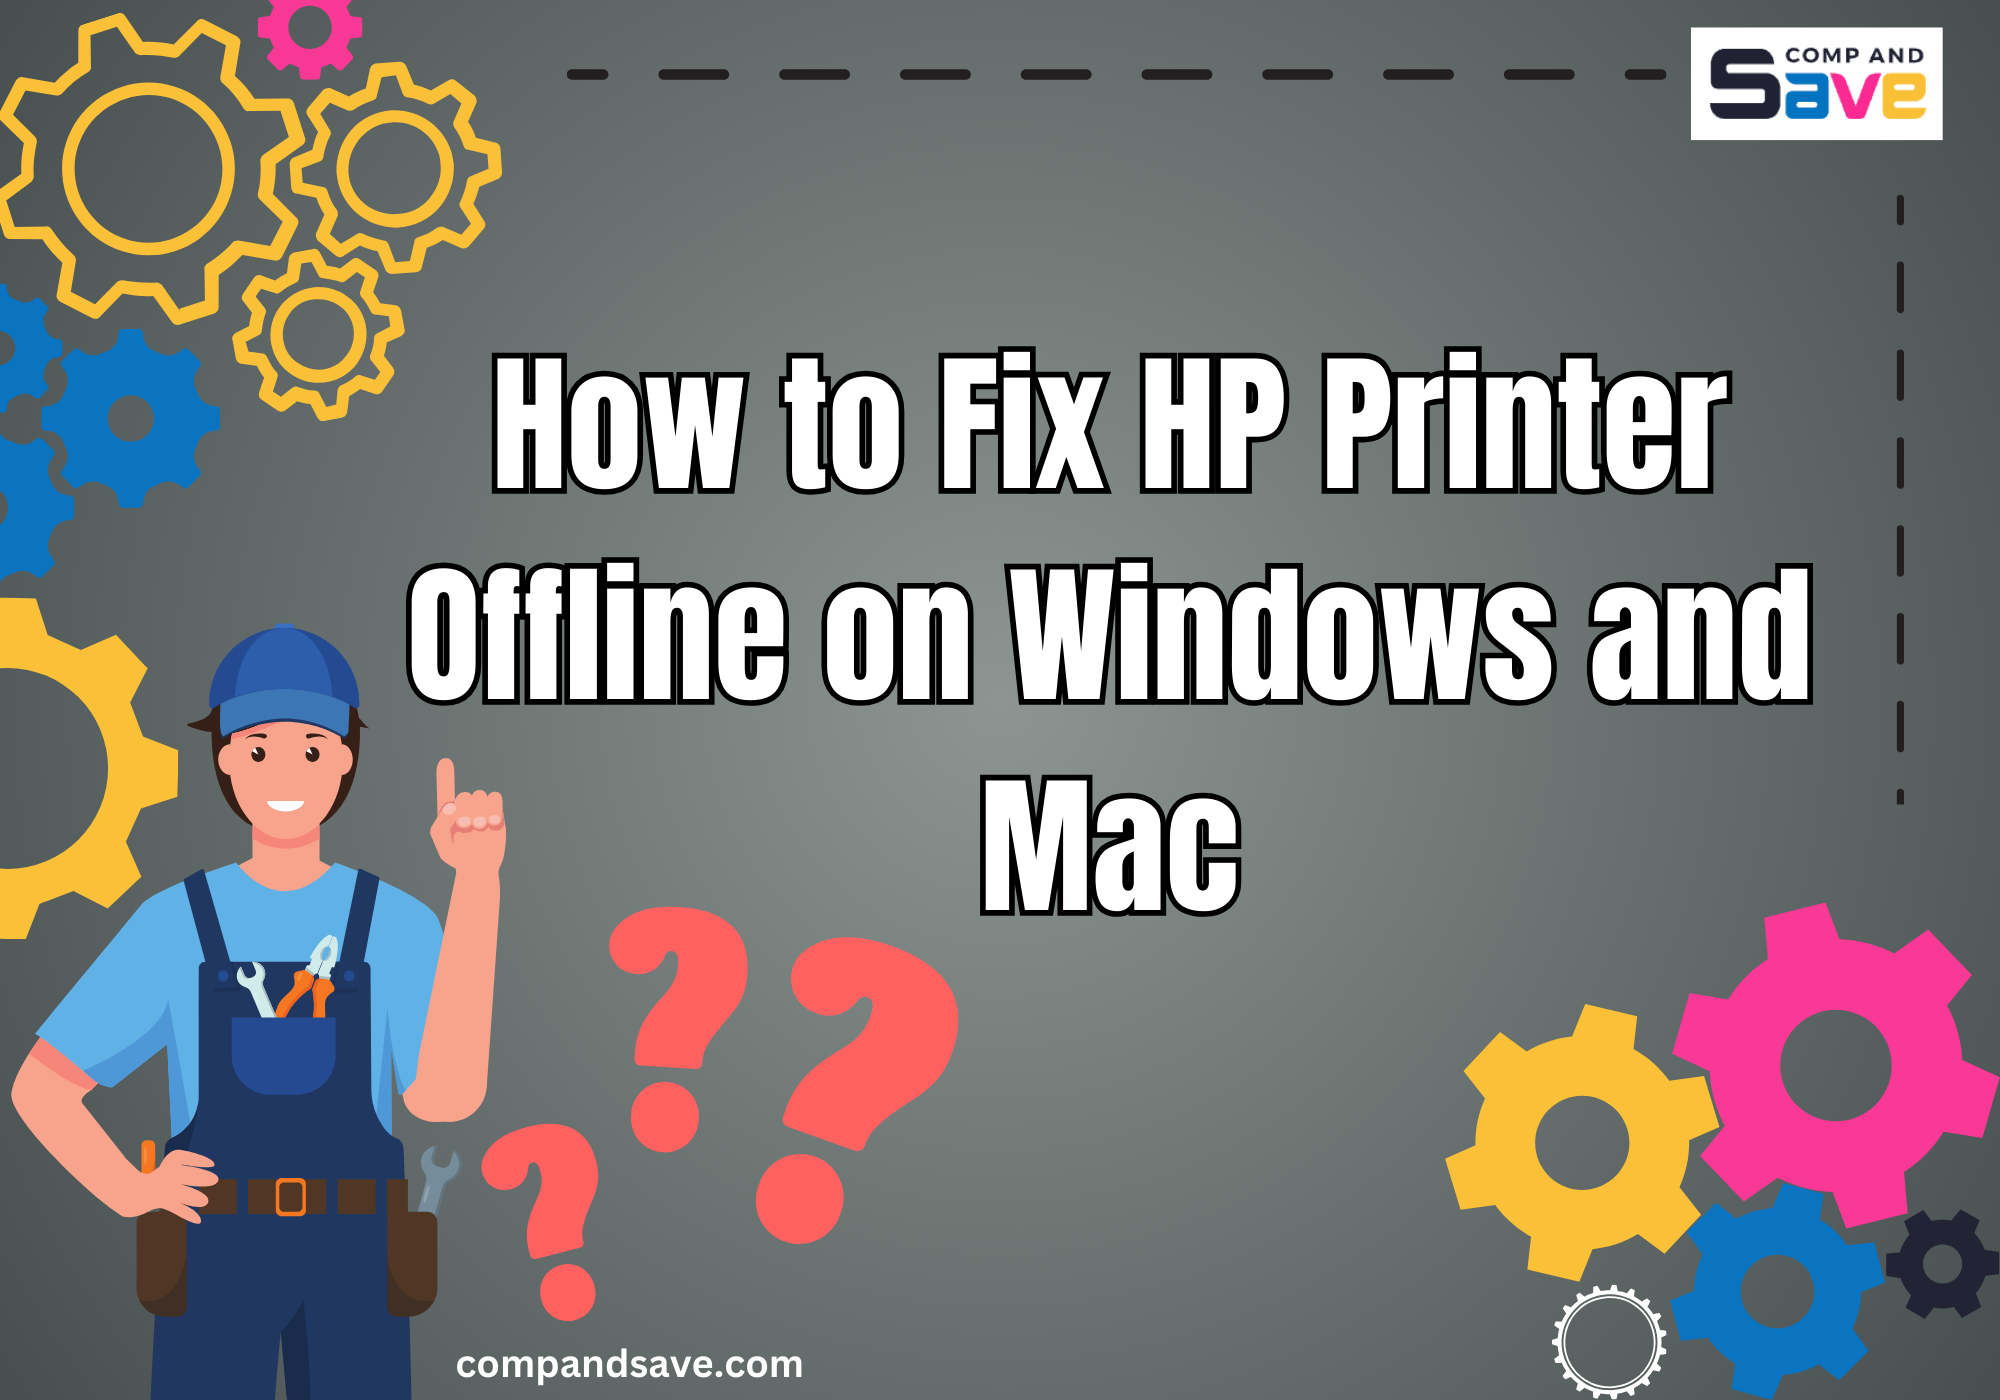 COMP AND
Save
How to Fix HP Printer
Offline on Windows and
Mac
compandsave.com